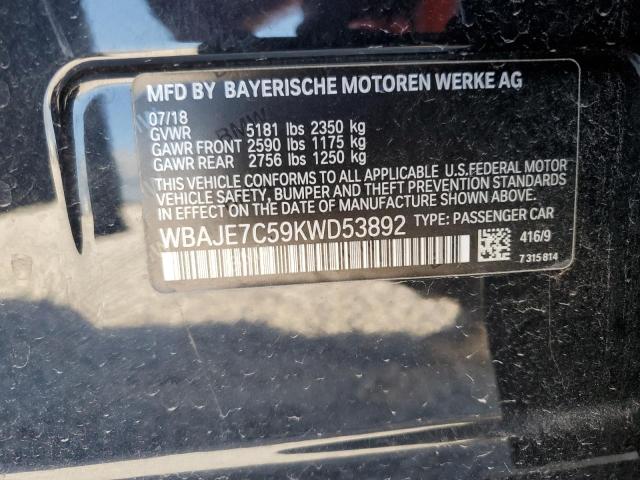 MFD BY BAYERISCHE MOTOREN WERKE AG
07/18
GVWR 5181 lbs 2350 kg
GAWR FRONT 2590 lbs 1175 kg
GAWR REAR 2756 lbs 1250 kg
THIS VEHICLE CONFORMS TO ALL APPLICABLE U.S.FEDERAL MOTOR
VEHICLE SAFETY, BUMPER AND THEFT PREVENTION STANDARDS IN
EFFECT ON THE DATE OF MANUFACTURE SHOWN ABOVE.
WBAJE7C59KWD53892 TYPE: PASSENGER CAR
416/9
7 315 814
BMW